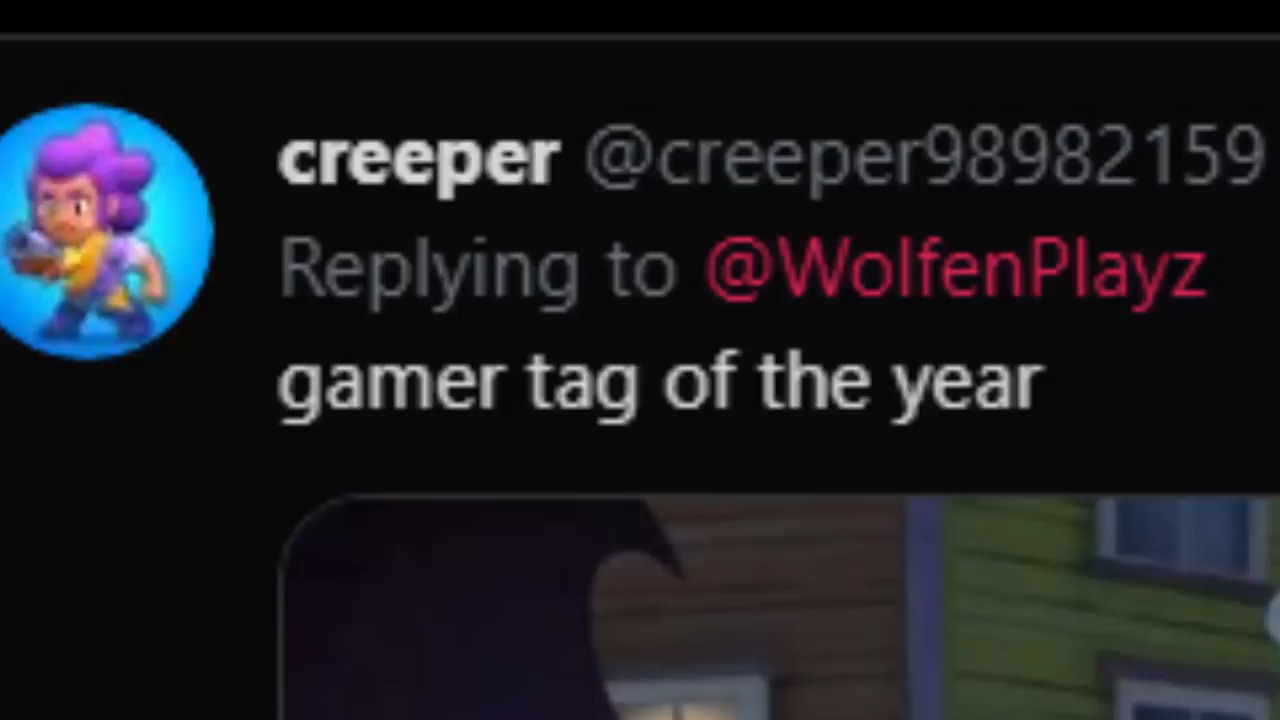 creeper @creeper98982159
Replying to @WolfenPlayz
gamer tag of the year